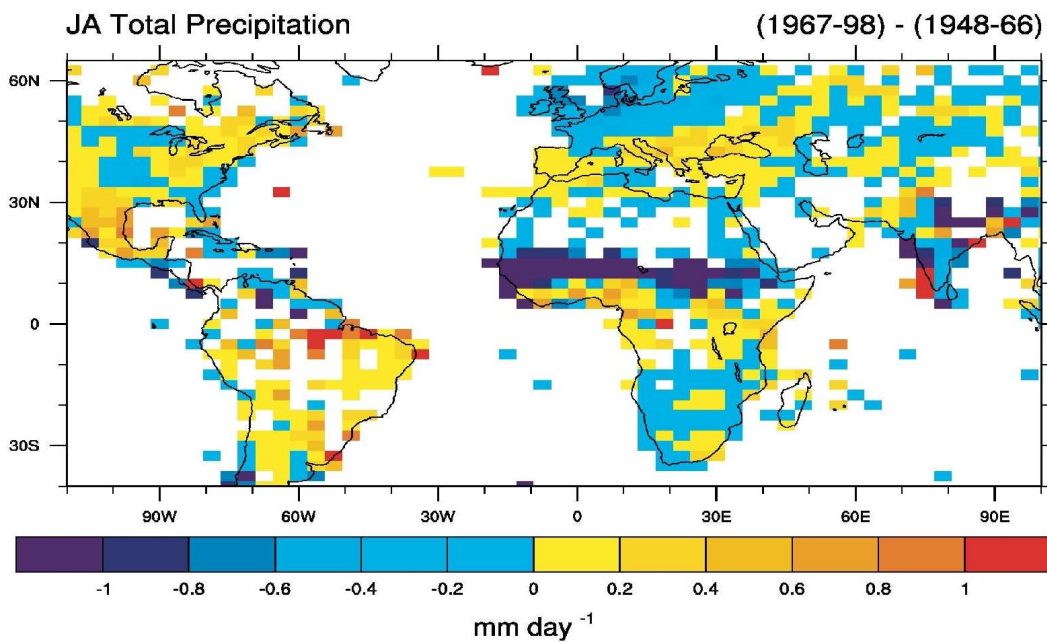 JA Total Precipitation (1967-98) - (1948-66)
60N
30N
0
30S
90W 60W 30W 0 30E 60E 90E
-1 -0.8 -0.6 -0.4 -0.2 0 0.2 0.4 0.6 0.8 1
mm day -1